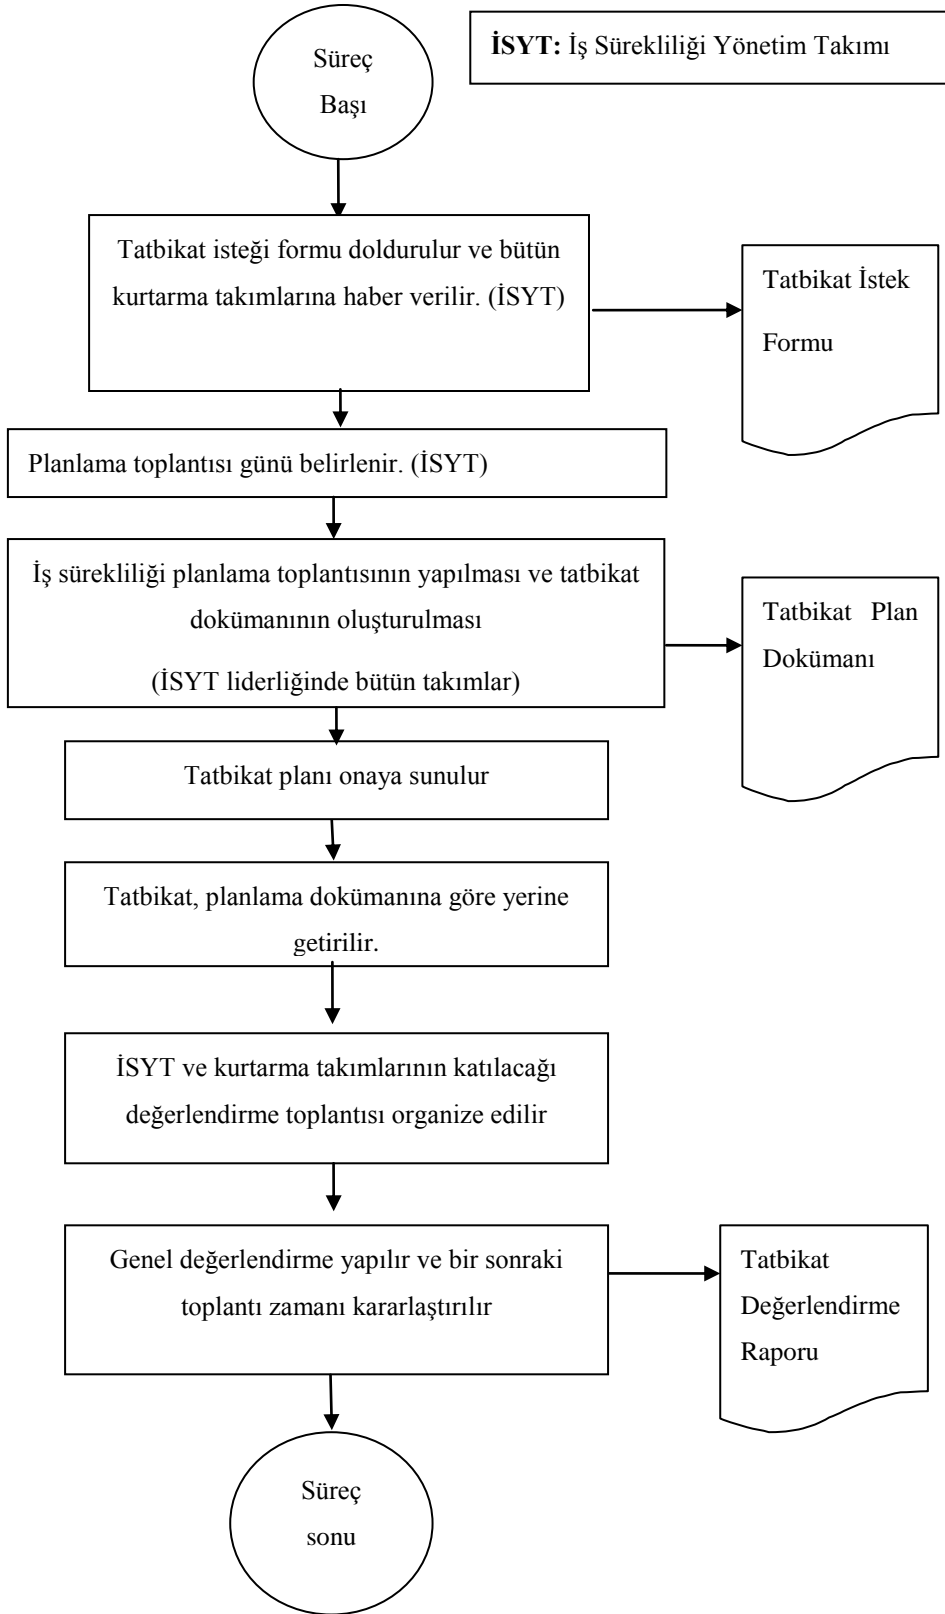 Süreç
Başı
İSYT: İş Sürekliliği Yönetim Takımı
Tatbikat isteği formu doldurulur ve bütün
kurtarma takımlarına haber verilir. (İSYT)
Tatbikat İstek
Formu
Planlama toplantısı günü belirlenir. (İSYT)
İş sürekliliği planlama toplantısının yapılması ve tatbikat
dokümanının oluşturulması
(İSYT liderliğinde bütün takımlar)
Tatbikat Plan
Dokümanı
Tatbikat planı onaya sunulur
Tatbikat, planlama dokümanına göre yerine
getirilir.
İSYT ve kurtarma takımlarının katılacağı
değerlendirme toplantısı organize edilir
Genel değerlendirme yapılır ve bir sonraki
toplantı zamanı kararlaştırılır
Tatbikat
Değerlendirme
Raporu
Süreç
sonu